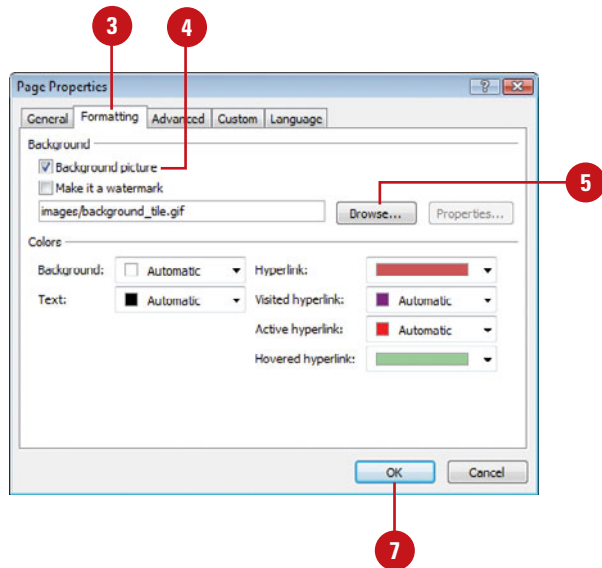 3 4
Page Properties
General Formatting Advanced Custom Language
Background
Background picture
Make it a watermark
5
images/background_tile.gif Browse... Properties...
Colors
Background: Automatic Hyperlink:
Text: Automatic Visited hyperlink: Automatic
Active hyperlink: Automatic
Hovered hyperlink:
OK Cancel
7